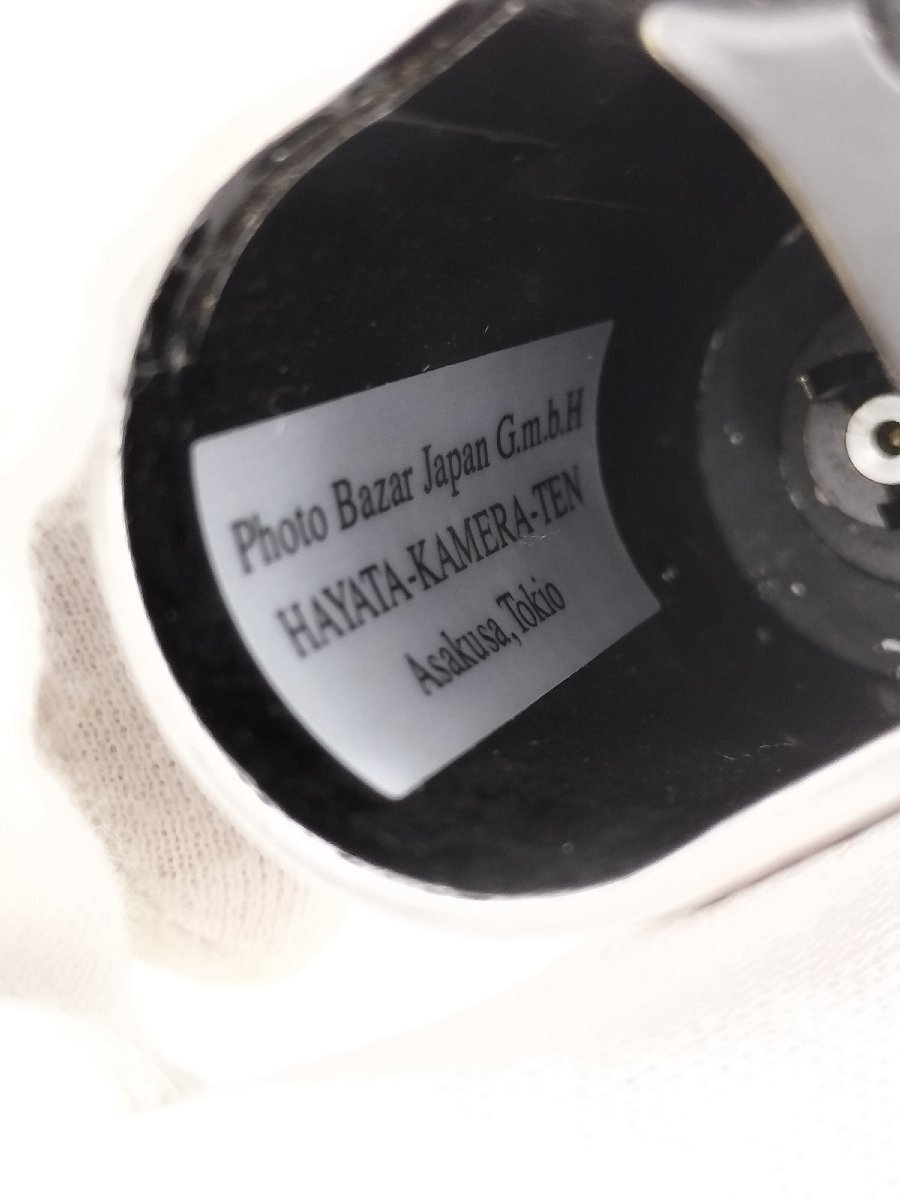 Photo Bazar Japan G.m.b.H
HAYATA-KAMERA-TEN
Asakusa,Tokio